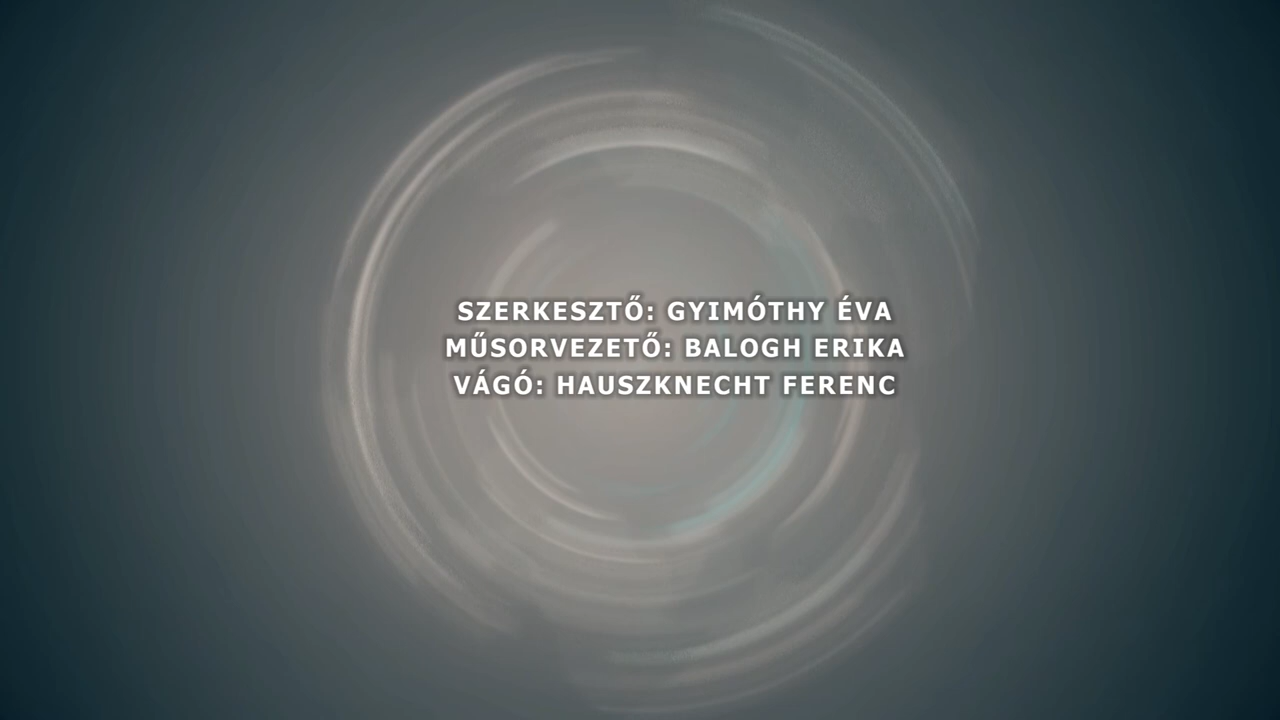 SZERKESZTŐ: GYIMÓTHY ÉVA
MŰSORVEZETŐ: BALOGH ERIKA
VÁGÓ: HAUSZKNECHT FERENC